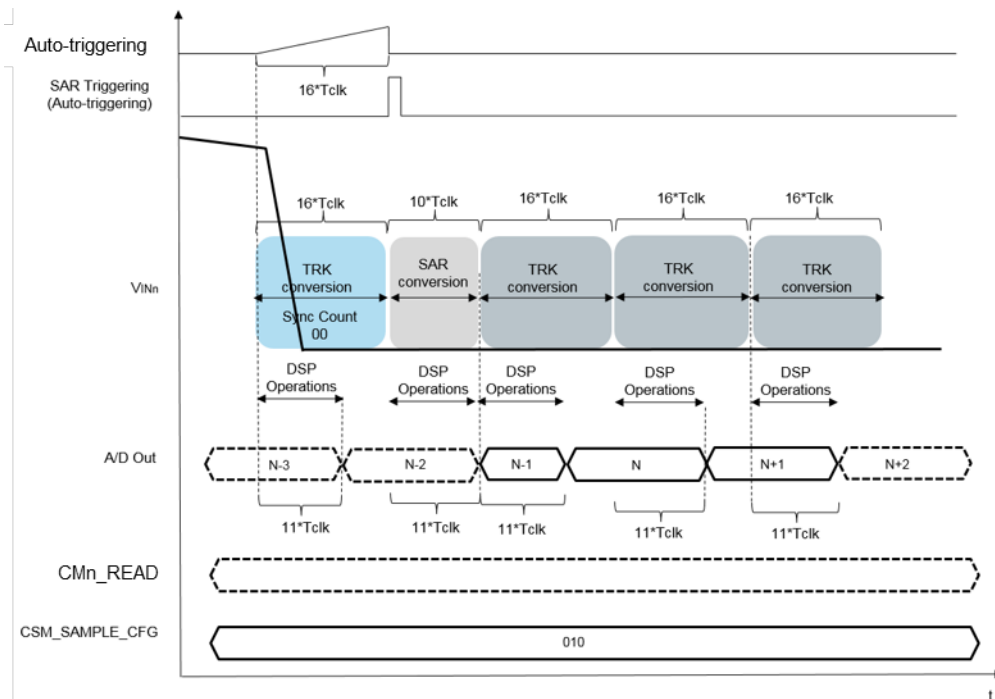 Auto-triggering
16*Tclk
SAR Triggering
(Auto-triggering)
16*Tclk
10*Tclk
16*Tclk
16*Tclk
16*Tclk
VINn
TRK
conversion
Sync Count
00
SAR
conversion
TRK
conversion
TRK
conversion
TRK
conversion
DSP
Operations
DSP
Operations
DSP
Operations
DSP
Operations
DSP
Operations
A/D Out
N-3
N-2
N-1
N
N+1
N+2
11*Tclk
11*Tclk
11*Tclk
11*Tclk
11*Tclk
CMn_READ
CSM_SAMPLE_CFG
010
t